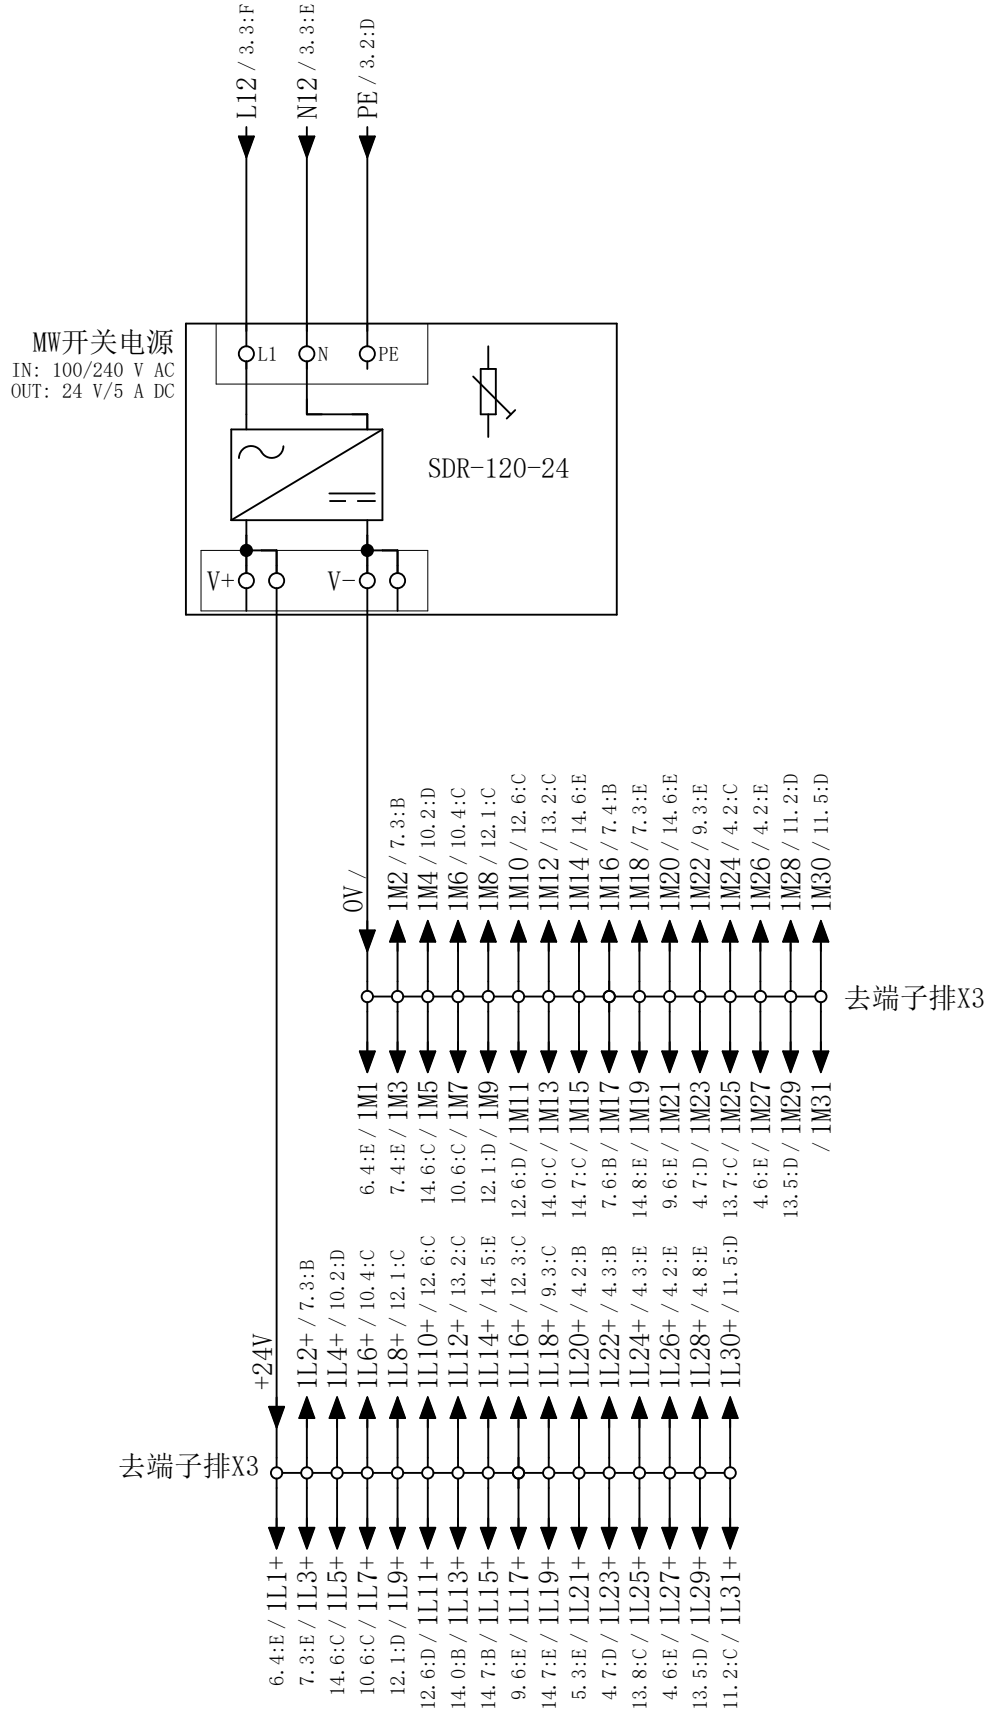 L12 / 3.3:F
N12 / 3.3:E
PE / 3.2:D
MW开关电源
IN: 100/240 V AC
OUT: 24 V/5 A DC
L1
N
PE
SDR-120-24
V+
V-
0V /
1M2 / 7.3:B
1M4 / 10.2:D
1M6 / 10.4:C
1M8 / 12.1:C
1M10 / 12.6:C
1M12 / 13.2:C
1M14 / 14.6:E
1M16 / 7.4:B
1M18 / 7.3:E
1M20 / 14.6:E
1M22 / 9.3:E
1M24 / 4.2:C
1M26 / 4.2:E
1M28 / 11.2:D
1M30 / 11.5:D
去端子排X3
6.4:E / 1M1
7.4:E / 1M3
14.6:C / 1M5
10.6:C / 1M7
12.1:D / 1M9
12.6:D / 1M11
14.0:C / 1M13
14.7:C / 1M15
7.6:B / 1M17
14.8:E / 1M19
9.6:E / 1M21
4.7:D / 1M23
13.7:C / 1M25
4.6:E / 1M27
13.5:D / 1M29
/ 1M31
+24V
1L2+ / 7.3:B
1L4+ / 10.2:D
1L6+ / 10.4:C
1L8+ / 12.1:C
1L10+ / 12.6:C
1L12+ / 13.2:C
1L14+ / 14.5:E
1L16+ / 12.3:C
1L18+ / 9.3:C
1L20+ / 4.2:B
1L22+ / 4.3:B
1L24+ / 4.3:E
1L26+ / 4.2:E
1L28+ / 4.8:E
1L30+ / 11.5:D
去端子排X3
6.4:E / 1L1+
7.3:E / 1L3+
14.6:C / 1L5+
10.6:C / 1L7+
12.1:D / 1L9+
12.6:D / 1L11+
14.0:B / 1L13+
14.7:B / 1L15+
9.6:E / 1L17+
14.7:E / 1L19+
5.3:E / 1L21+
4.7:D / 1L23+
13.8:C / 1L25+
4.6:E / 1L27+
13.5:D / 1L29+
11.2:C / 1L31+